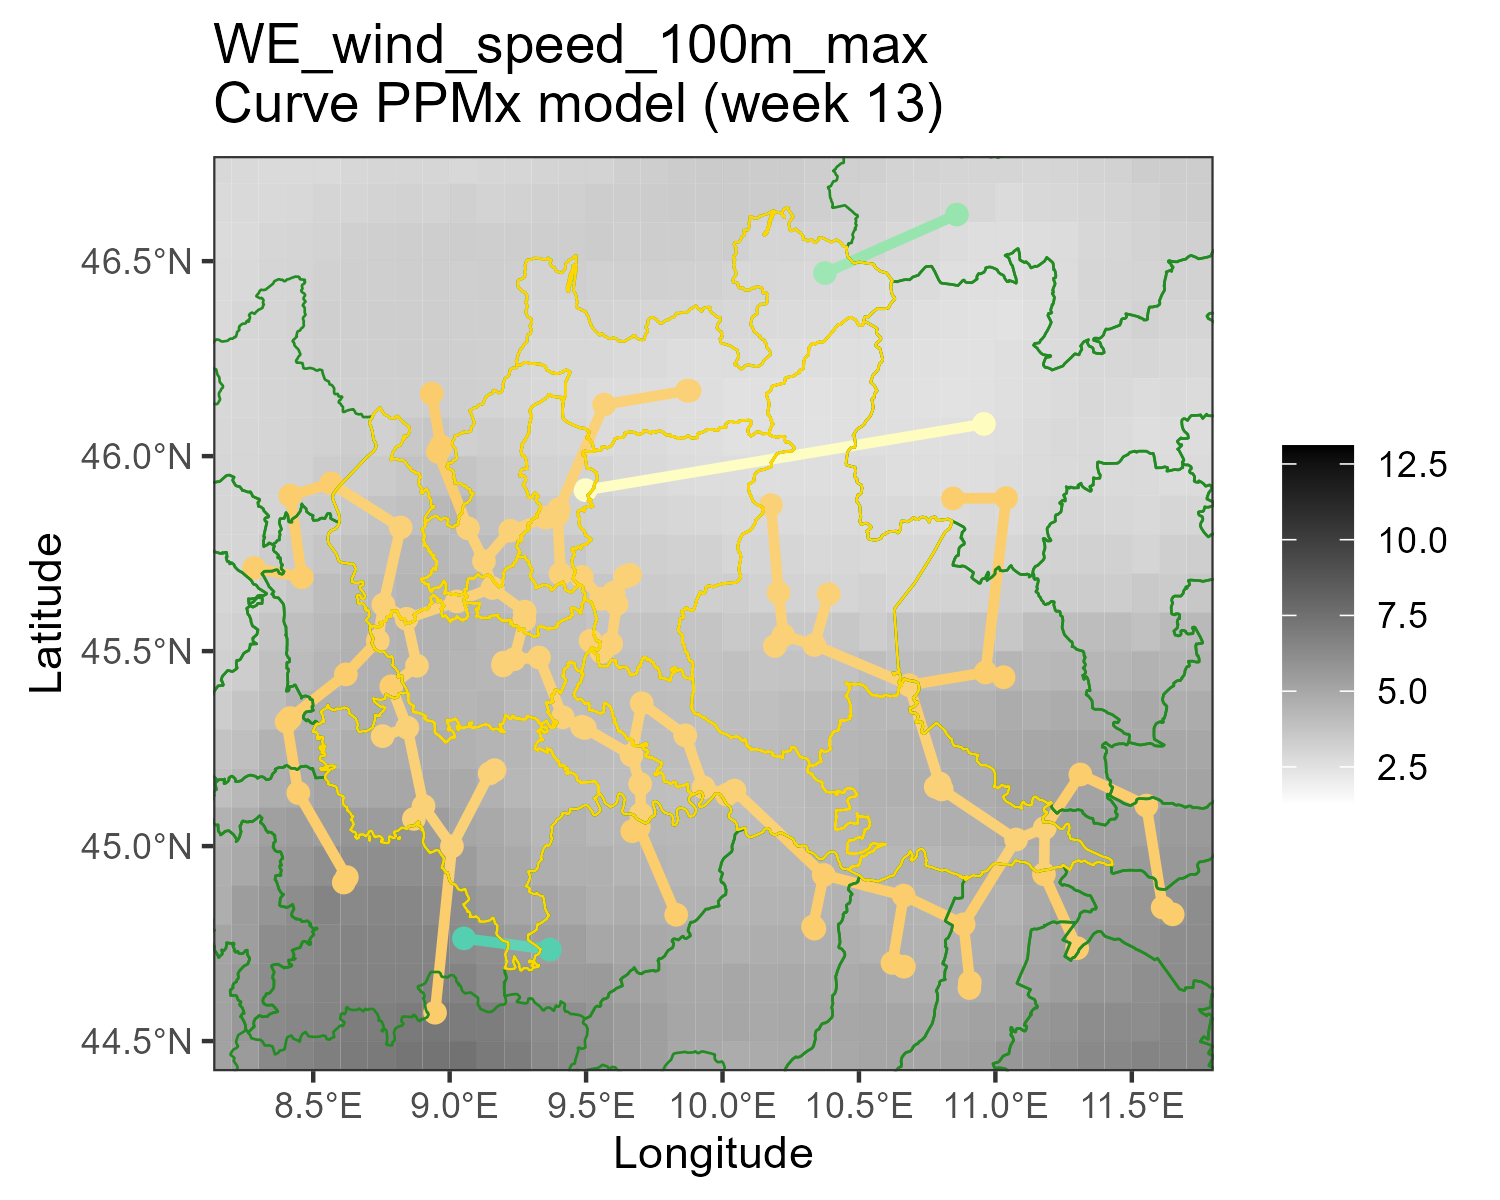 WE_wind_speed_100m_max
Curve PPMx model (week 13)
46.5°N
46.0°N
45.5°N
45.0°N
44.5°N
Latitude
8.5°E 9.0°E 9.5°E 10.0°E 10.5°E 11.0°E 11.5°E
Longitude
12.5
10.0
7.5
5.0
2.5